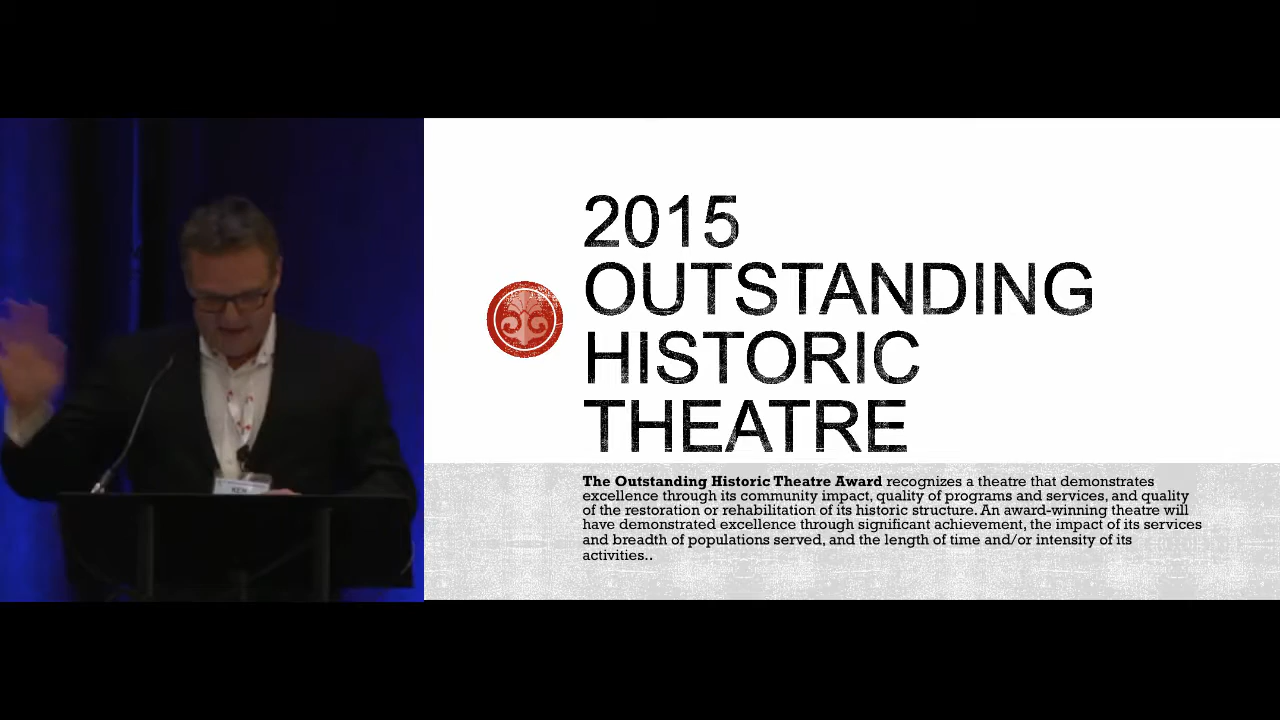 2015
OUTSTANDING
HISTORIC
THEATRE
The Outstanding Historic Theatre Award recognizes a theatre that demonstrates
excellence through its community impact, quality of programs and services, and quality
of the restoration or rehabilitation of its historic structure. An award-winning theatre will
have demonstrated excellence through significant achievement, the impact of its services
and breadth of populations served, and the length of time and/or intensity of its
activities..
KEN